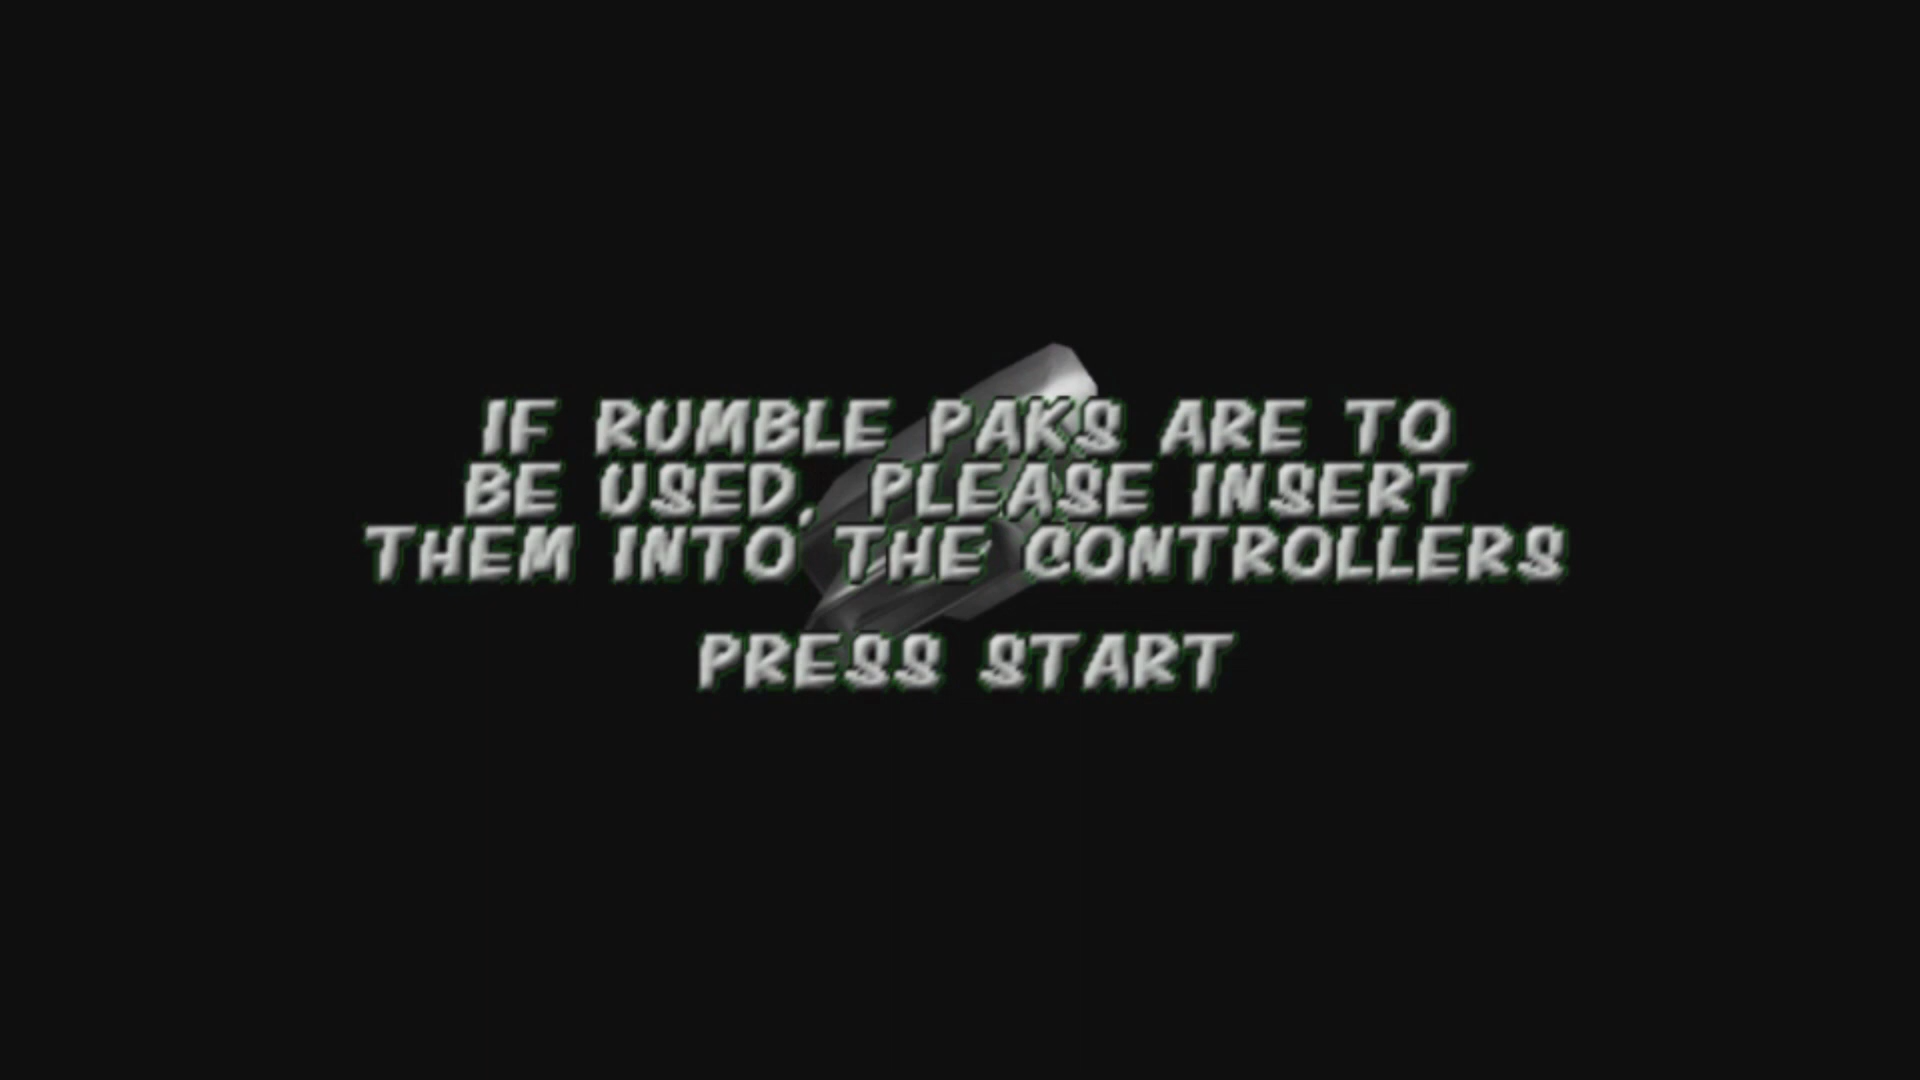 IF RUMBLE PAKS ARE TO
BE USED, PLEASE INSERT
THEM INTO THE CONTROLLERS
PRESS START